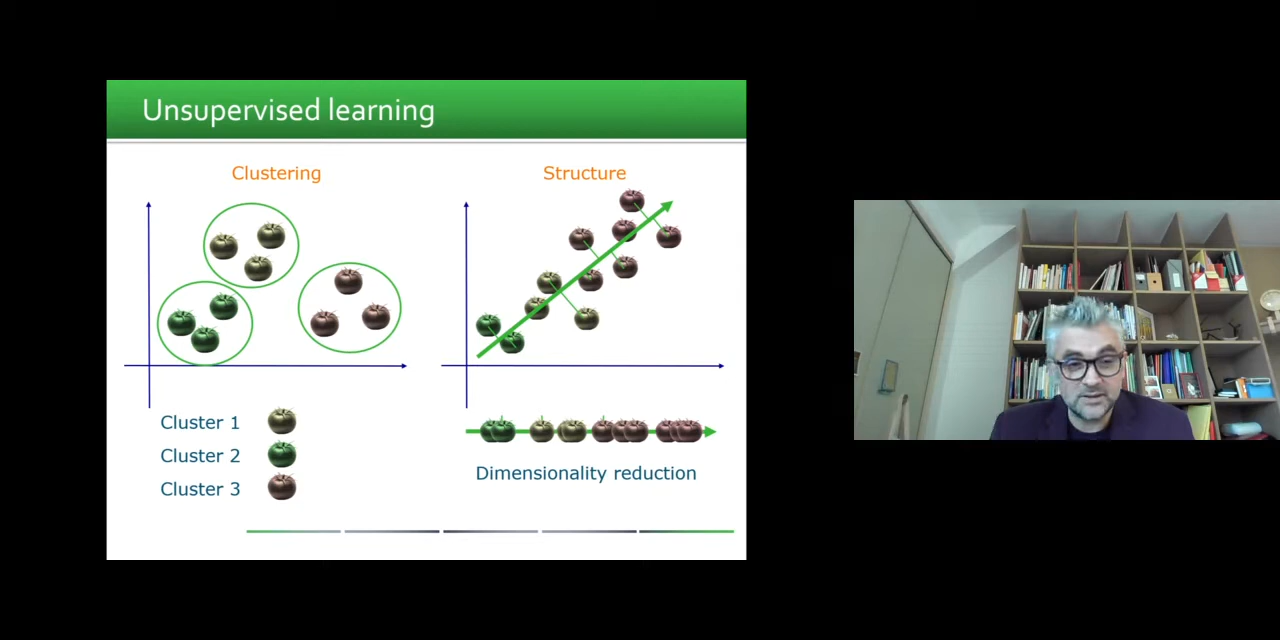 Unsupervised learning
Clustering
Cluster 1
Cluster 2
Cluster 3
Structure
Dimensionality reduction